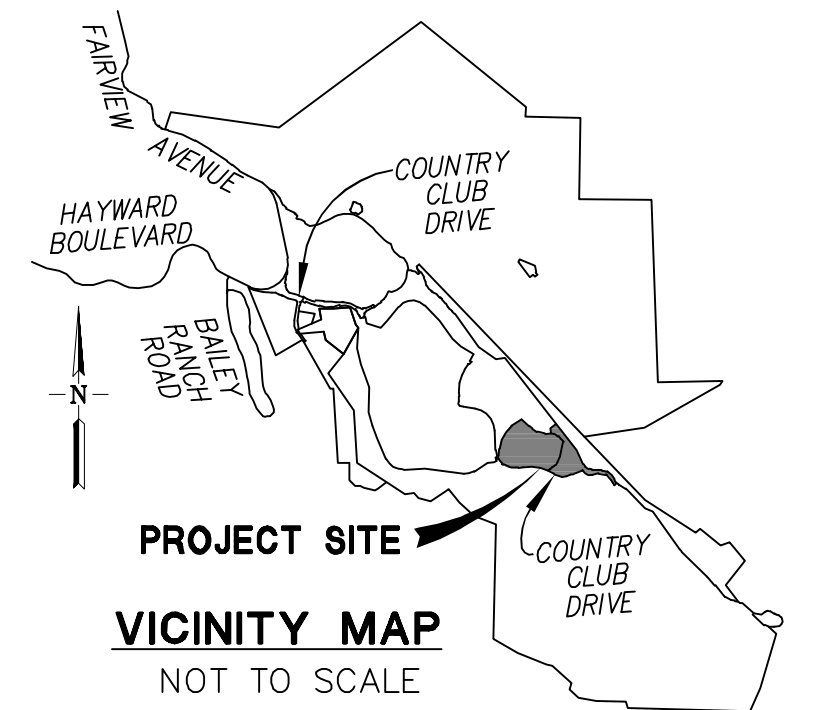 FAIRVIEW
AVENUE
COUNTRY
CLUB
DRIVE
HAYWARD
BOULEVARD
BAILEY
RANCH
ROAD
N
PROJECT SITE
COUNTRY
CLUB
DRIVE
VICINITY MAP
NOT TO SCALE